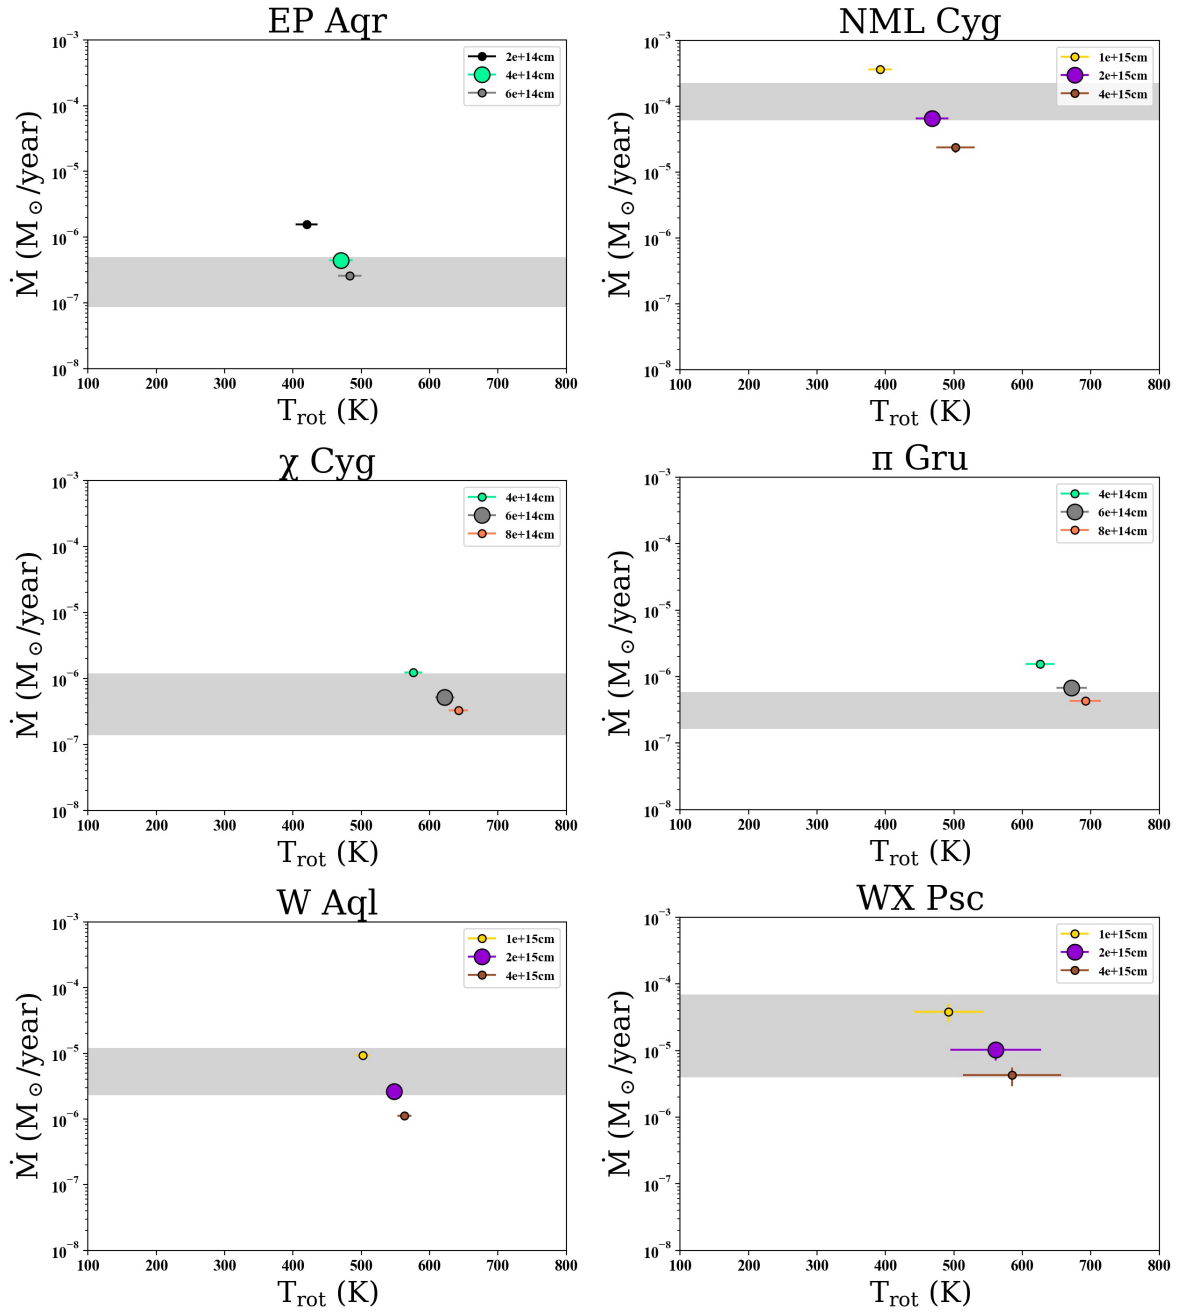 EP Aqr
10⁻³
10⁻⁴
10⁻⁵
10⁻⁶
10⁻⁷
10⁻⁸
Ṁ (M☉/year)
2e+14cm
4e+14cm
6e+14cm
100 200 300 400 500 600 700 800
T_rot (K)
NML Cyg
10⁻³
10⁻⁴
10⁻⁵
10⁻⁶
10⁻⁷
10⁻⁸
Ṁ (M☉/year)
1e+15cm
2e+15cm
4e+15cm
100 200 300 400 500 600 700 800
T_rot (K)
χ Cyg
10⁻³
10⁻⁴
10⁻⁵
10⁻⁶
10⁻⁷
10⁻⁸
Ṁ (M☉/year)
4e+14cm
6e+14cm
8e+14cm
100 200 300 400 500 600 700 800
T_rot (K)
π Gru
10⁻³
10⁻⁴
10⁻⁵
10⁻⁶
10⁻⁷
10⁻⁸
Ṁ (M☉/year)
4e+14cm
6e+14cm
8e+14cm
100 200 300 400 500 600 700 800
T_rot (K)
W Aql
10⁻³
10⁻⁴
10⁻⁵
10⁻⁶
10⁻⁷
10⁻⁸
Ṁ (M☉/year)
1e+15cm
2e+15cm
4e+15cm
100 200 300 400 500 600 700 800
T_rot (K)
WX Psc
10⁻³
10⁻⁴
10⁻⁵
10⁻⁶
10⁻⁷
10⁻⁸
Ṁ (M☉/year)
1e+15cm
2e+15cm
4e+15cm
100 200 300 400 500 600 700 800
T_rot (K)